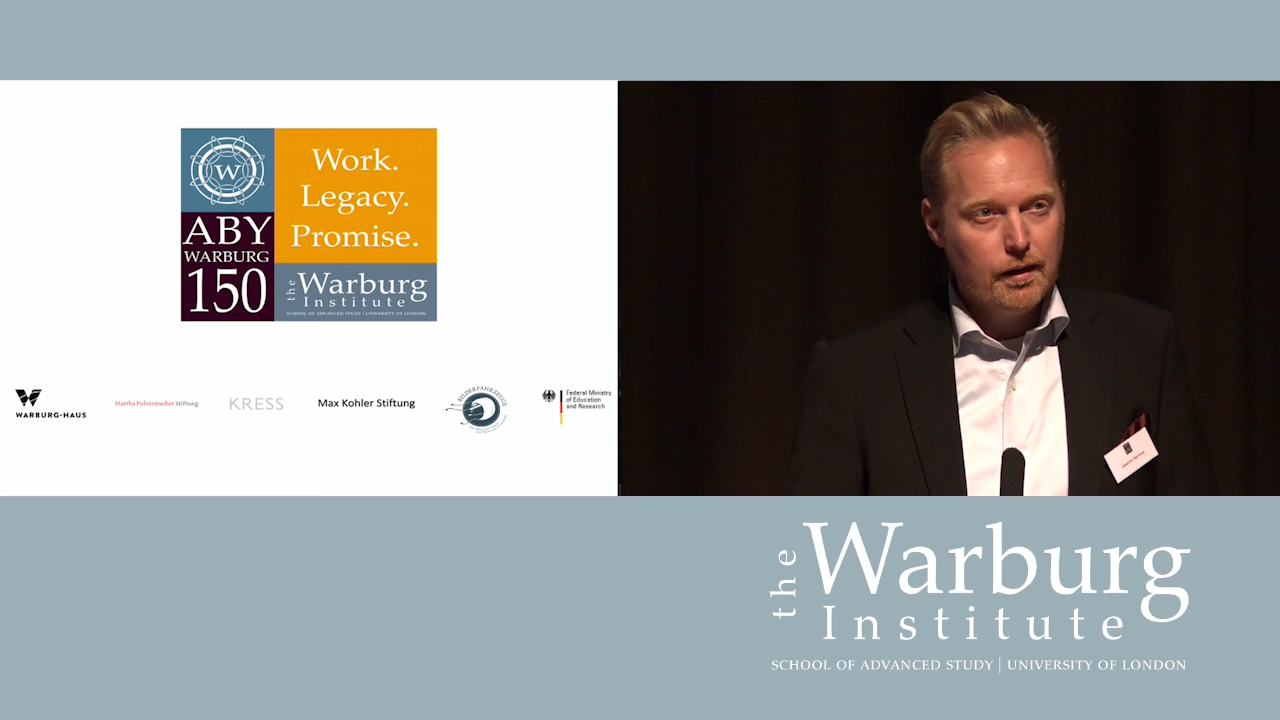 W
ABY
WARBURG
150
Work.
Legacy.
Promise.
the Warburg
Institute
SCHOOL OF ADVANCED STUDY | UNIVERSITY OF LONDON
WARBURG-HAUS
Martha Pulvermacher Stiftung
KRESS
Max Kohler Stiftung
BILDERFAHRZEUGE
Federal Ministry
of Education
and Research
the Warburg
Institute
SCHOOL OF ADVANCED STUDY | UNIVERSITY OF LONDON